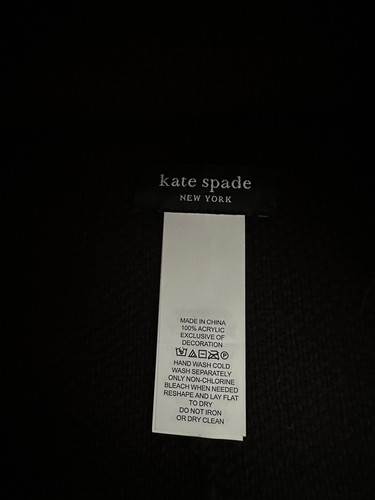 kate spade
NEW YORK
MADE IN CHINA
100% ACRYLIC
EXCLUSIVE OF
DECORATION
HAND WASH COLD
WASH SEPARATELY
ONLY NON-CHLORINE
BLEACH WHEN NEEDED
RESHAPE AND LAY FLAT
TO DRY
DO NOT IRON
OR DRY CLEAN